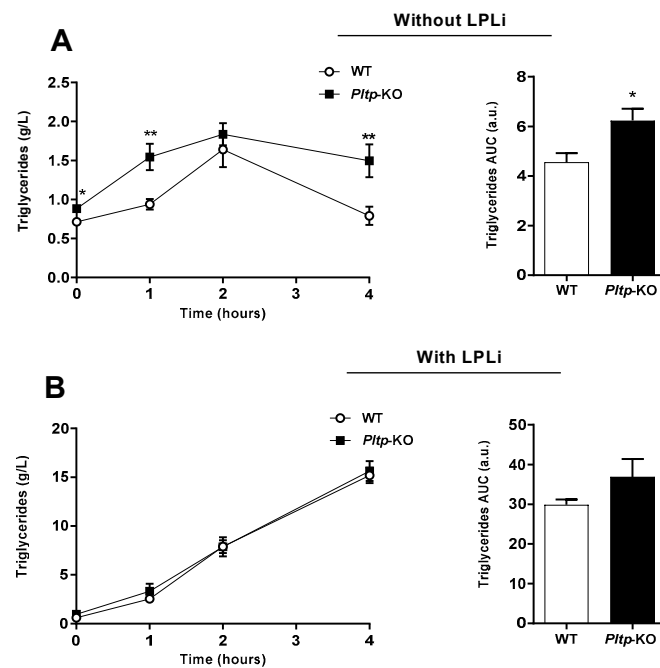 Without LPLi
A
WT
Pltp-KO
Triglycerides (g/L)
2.5
2.0
1.5
1.0
0.5
0.0
*
**
**
0
1
2
3
4
Time (hours)
Triglycerides AUC (a.u.)
8
6
4
2
0
*
WT
Pltp-KO
With LPLi
B
WT
Pltp-KO
Triglycerides (g/L)
20
15
10
5
0
0
1
2
3
4
Time (hours)
Triglycerides AUC (a.u.)
50
40
30
20
10
0
WT
Pltp-KO